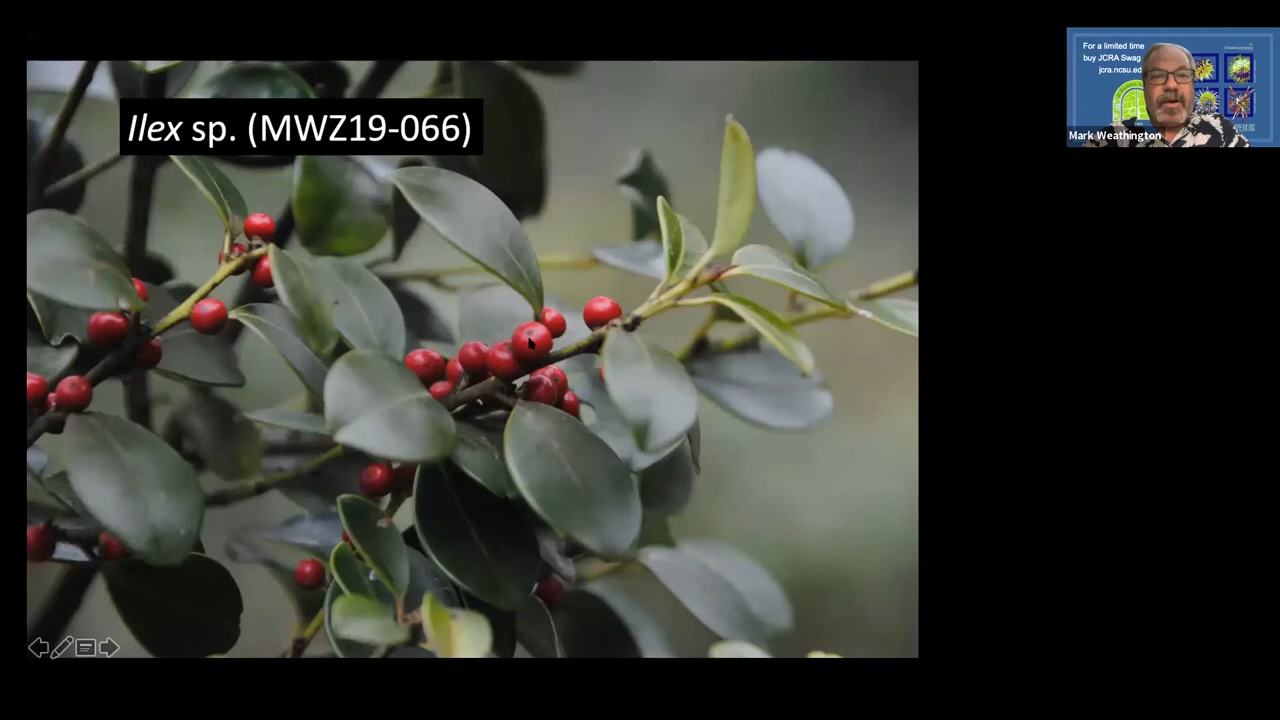 Ilex sp. (MWZ19-066)
For a limited time
buy JCRA Swag
jcra.ncsu.ed
Mark Weathington